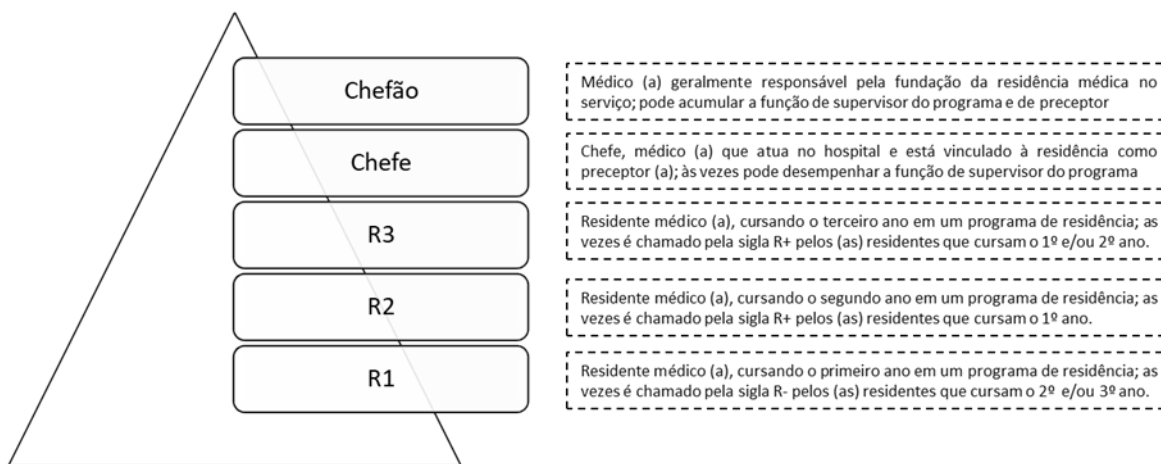 Chefão
Médico (a) geralmente responsável pela fundação da residência médica no
serviço; pode acumular a função de supervisor do programa e de preceptor
Chefe
Chefe, médico (a) que atua no hospital e está vinculado à residência como
preceptor (a); às vezes pode desempenhar a função de supervisor do programa
R3
Residente médico (a), cursando o terceiro ano em um programa de residência; as
vezes é chamado pela sigla R+ pelos (as) residentes que cursam o 1º e/ou 2º ano.
R2
Residente médico (a), cursando o segundo ano em um programa de residência; as
vezes é chamado pela sigla R+ pelos (as) residentes que cursam o 1º ano.
R1
Residente médico (a), cursando o primeiro ano em um programa de residência; as
vezes é chamado pela sigla R- pelos (as) residentes que cursam o 2º e/ou 3º ano.